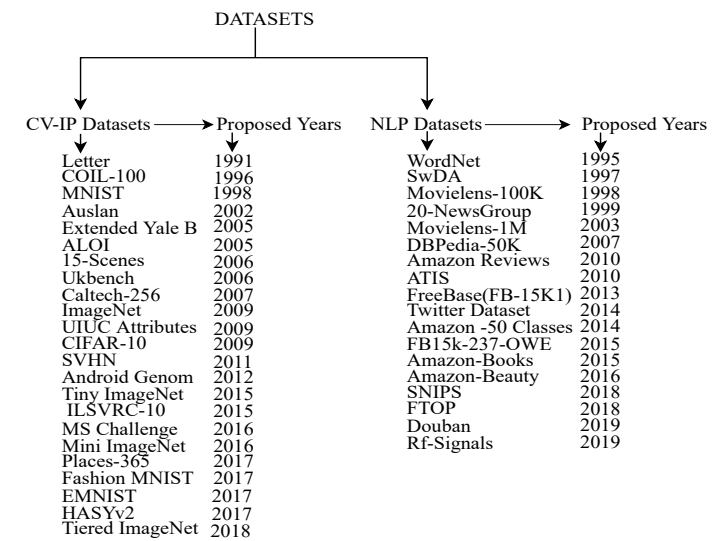 DATASETS
CV-IP Datasets Proposed Years NLP Datasets Proposed Years
Letter 1991
COIL-100 1996
MNIST 1998
Auslan 2002
Extended Yale B 2005
ALOI 2005
15-Scenes 2006
Ukbench 2006
Caltech-256 2007
ImageNet 2009
UIUC Attributes 2009
CIFAR-10 2009
SVHN 2011
Android Genom 2012
Tiny ImageNet 2015
ILSVRC-10 2015
MS Challenge 2016
Mini ImageNet 2016
Places-365 2017
Fashion MNIST 2017
EMNIST 2017
HASYv2 2017
Tiered ImageNet 2018
WordNet 1995
SwDA 1997
Movielens-100K 1998
20-NewsGroup 1999
Movielens-1M 2003
DBPedia-50K 2007
Amazon Reviews 2010
ATIS 2010
FreeBase(FB-15K1) 2013
Twitter Dataset 2014
Amazon -50 Classes 2014
FB15k-237-OWE 2015
Amazon-Books 2015
Amazon-Beauty 2016
SNIPS 2018
FTOP 2018
Douban 2019
Rf-Signals 2019